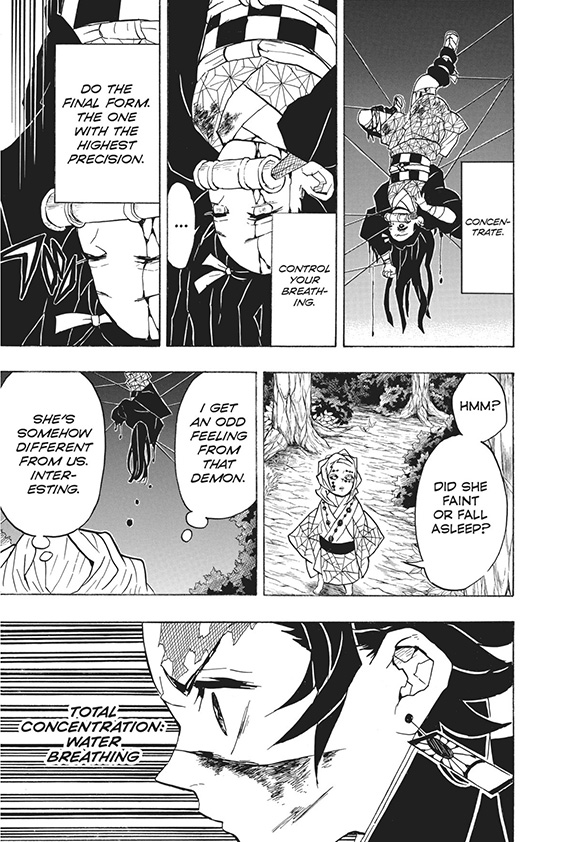 CONCEN-
TRATE.
CONTROL
YOUR
BREATH-
ING.
...
DO THE
FINAL FORM.
THE ONE
WITH THE
HIGHEST
PRECISION.
HMM?
DID SHE
FAINT
OR FALL
ASLEEP?
I GET
AN ODD
FEELING
FROM
THAT
DEMON.
SHE'S
SOMEHOW
DIFFERENT
FROM US.
INTER-
ESTING.
TOTAL
CONCENTRATION:
WATER
BREATHING